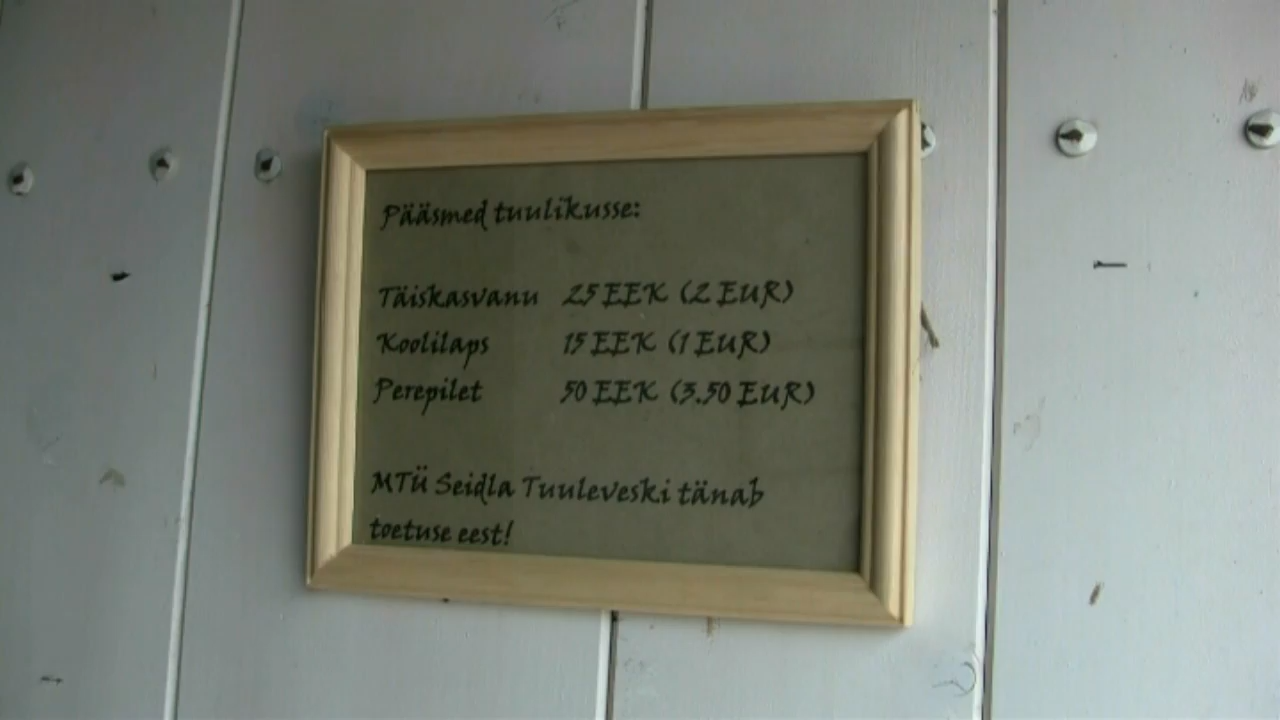 Pääsmed tuulikusse:
Täiskasvanu 25 EEK (2 EUR)
Koolilaps 15 EEK (1 EUR)
Perepilet 50 EEK (3.50 EUR)
MTÜ Seidla Tuuleveski tänab
toetuse eest!